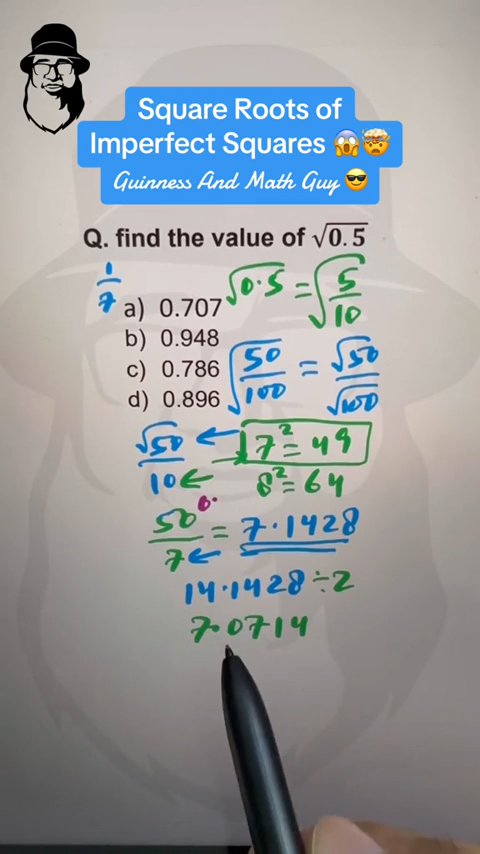 Square Roots of
Imperfect Squares 😱🤯
Guinness And Math Guy 😎
Q. find the value of √0.5
1/7
a) 0.707
b) 0.948
c) 0.786
d) 0.896
√0.5 = √5/10
√50/100 = √50/√100
√50/10 ← 7² = 49
8² = 64
50/7 = 7.1428
14.1428 ÷ 2
7.0714